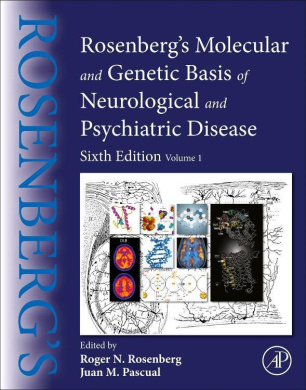 ROSENBERG'S
Rosenberg's Molecular
and Genetic Basis of
Neurological and
Psychiatric Disease
Sixth Edition Volume 1
DLB
Edited by
Roger N. Rosenberg
Juan M. Pascual